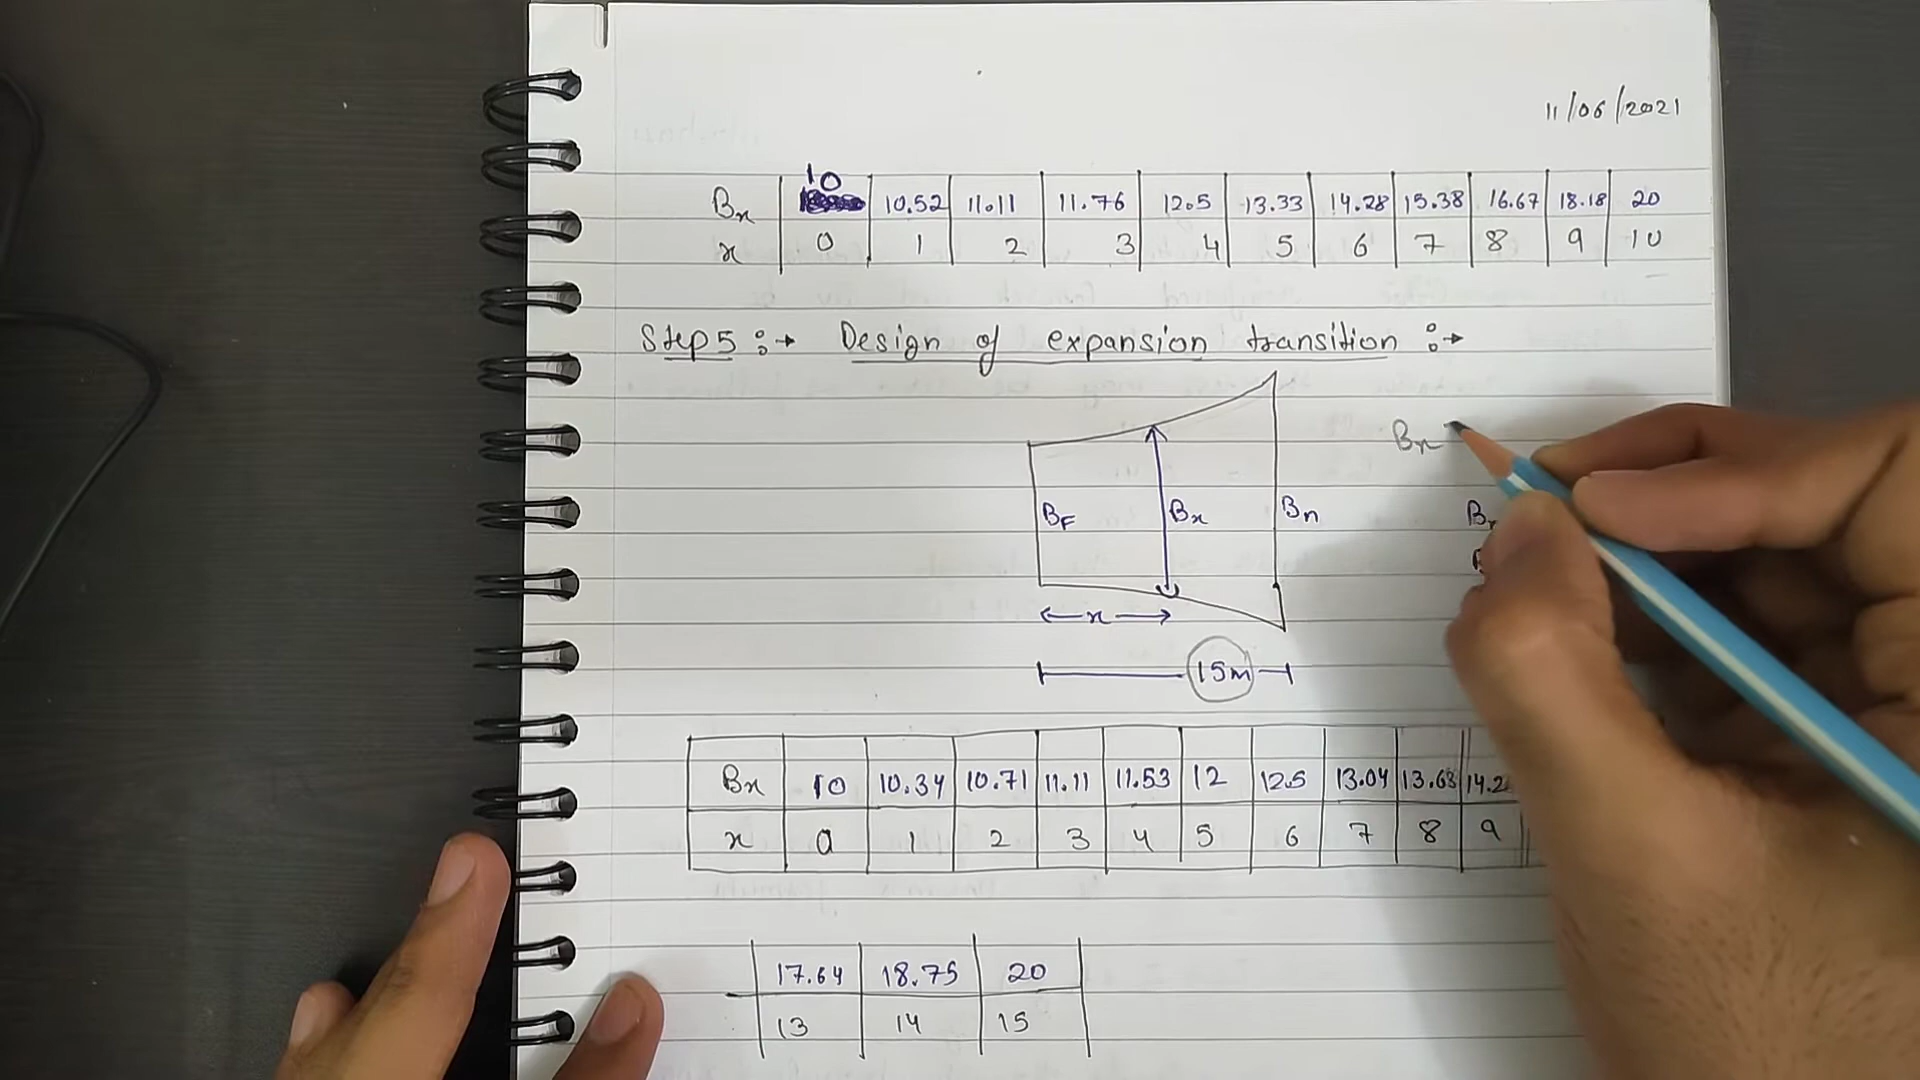 11/06/2021
Bx 10 10.52 11.11 11.76 12.5 13.33 14.28 15.38 16.67 18.18 20
x 0 1 2 3 4 5 6 7 8 9 10
Step 5 :→ Design of expansion transition :→
Bx
BF Bx Bn
x
15m
Bx 10 10.34 10.71 11.11 11.53 12 12.5 13.04 13.63 14.2
x 0 1 2 3 4 5 6 7 8 9
17.64 18.75 20
13 14 15